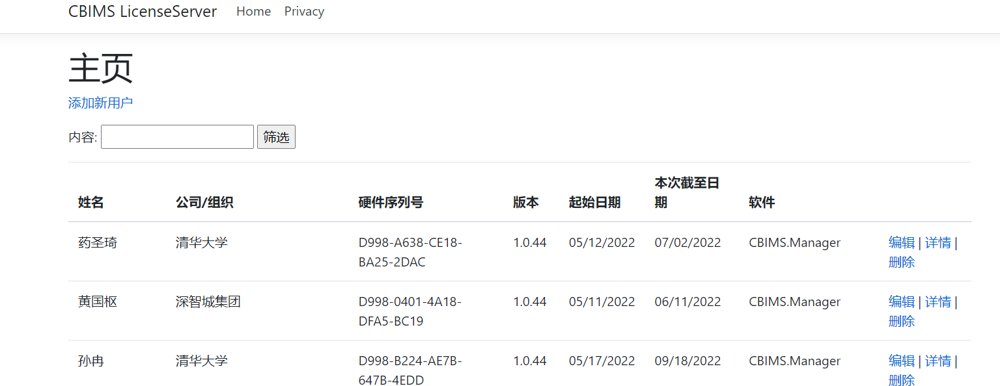 CBIMS LicenseServer Home Privacy
主页
添加新用户
内容: 筛选
姓名 公司/组织 硬件序列号 版本 起始日期 本次截至日期 软件
药圣琦 清华大学 D998-A638-CE18- 1.0.44 05/12/2022 07/02/2022 CBIMS.Manager 编辑 | 详情 |
BA25-2DAC 删除
黄国枢 深智城集团 D998-0401-4A18- 1.0.44 05/11/2022 06/11/2022 CBIMS.Manager 编辑 | 详情 |
DFA5-BC19 删除
孙冉 清华大学 D998-B224-AE7B- 1.0.44 05/17/2022 09/18/2022 CBIMS.Manager 编辑 | 详情 |
647B-4EDD 删除